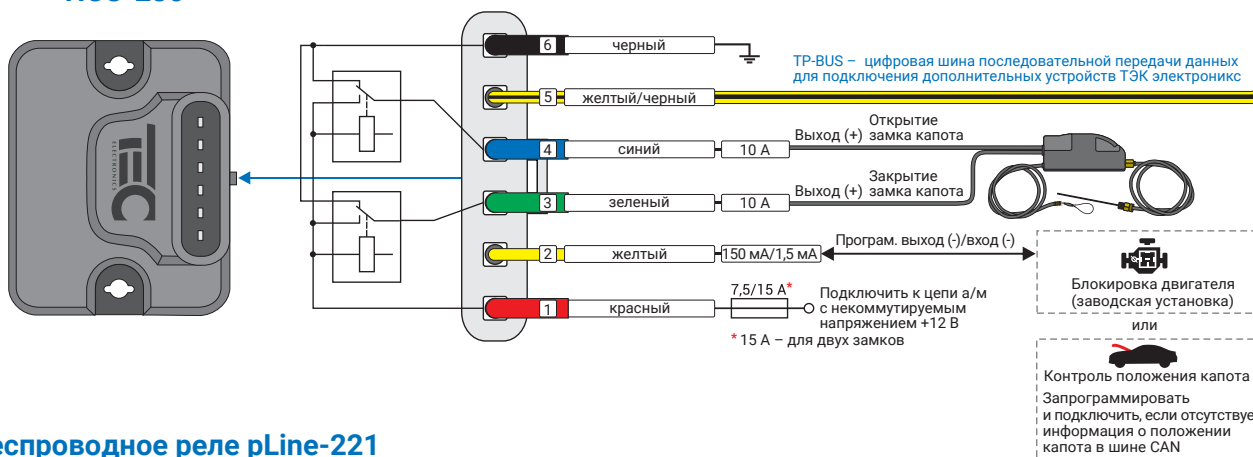 6
черный
TP-BUS – цифровая шина последовательной передачи данных
для подключения дополнительных устройств ТЭК электроникс
5
желтый/черный
Открытие
Выход (+) замка капота
4
синий
10 А
Закрытие
Выход (+) замка капота
3
зеленый
10 А
2
желтый
150 мА/1,5 мА
Програм. выход (-)/вход (-)
Блокировка двигателя
(заводская установка)
или
1
красный
7,5/15 А*
Подключить к цепи а/м
с некоммутируемым
напряжением +12 В
* 15 А – для двух замков
Контроль положения капота
Запрограммировать
и подключить, если отсутствуе
информация о положении
капота в шине CAN
TEC
ELECTRONICS
еспроводное реле pLine-221